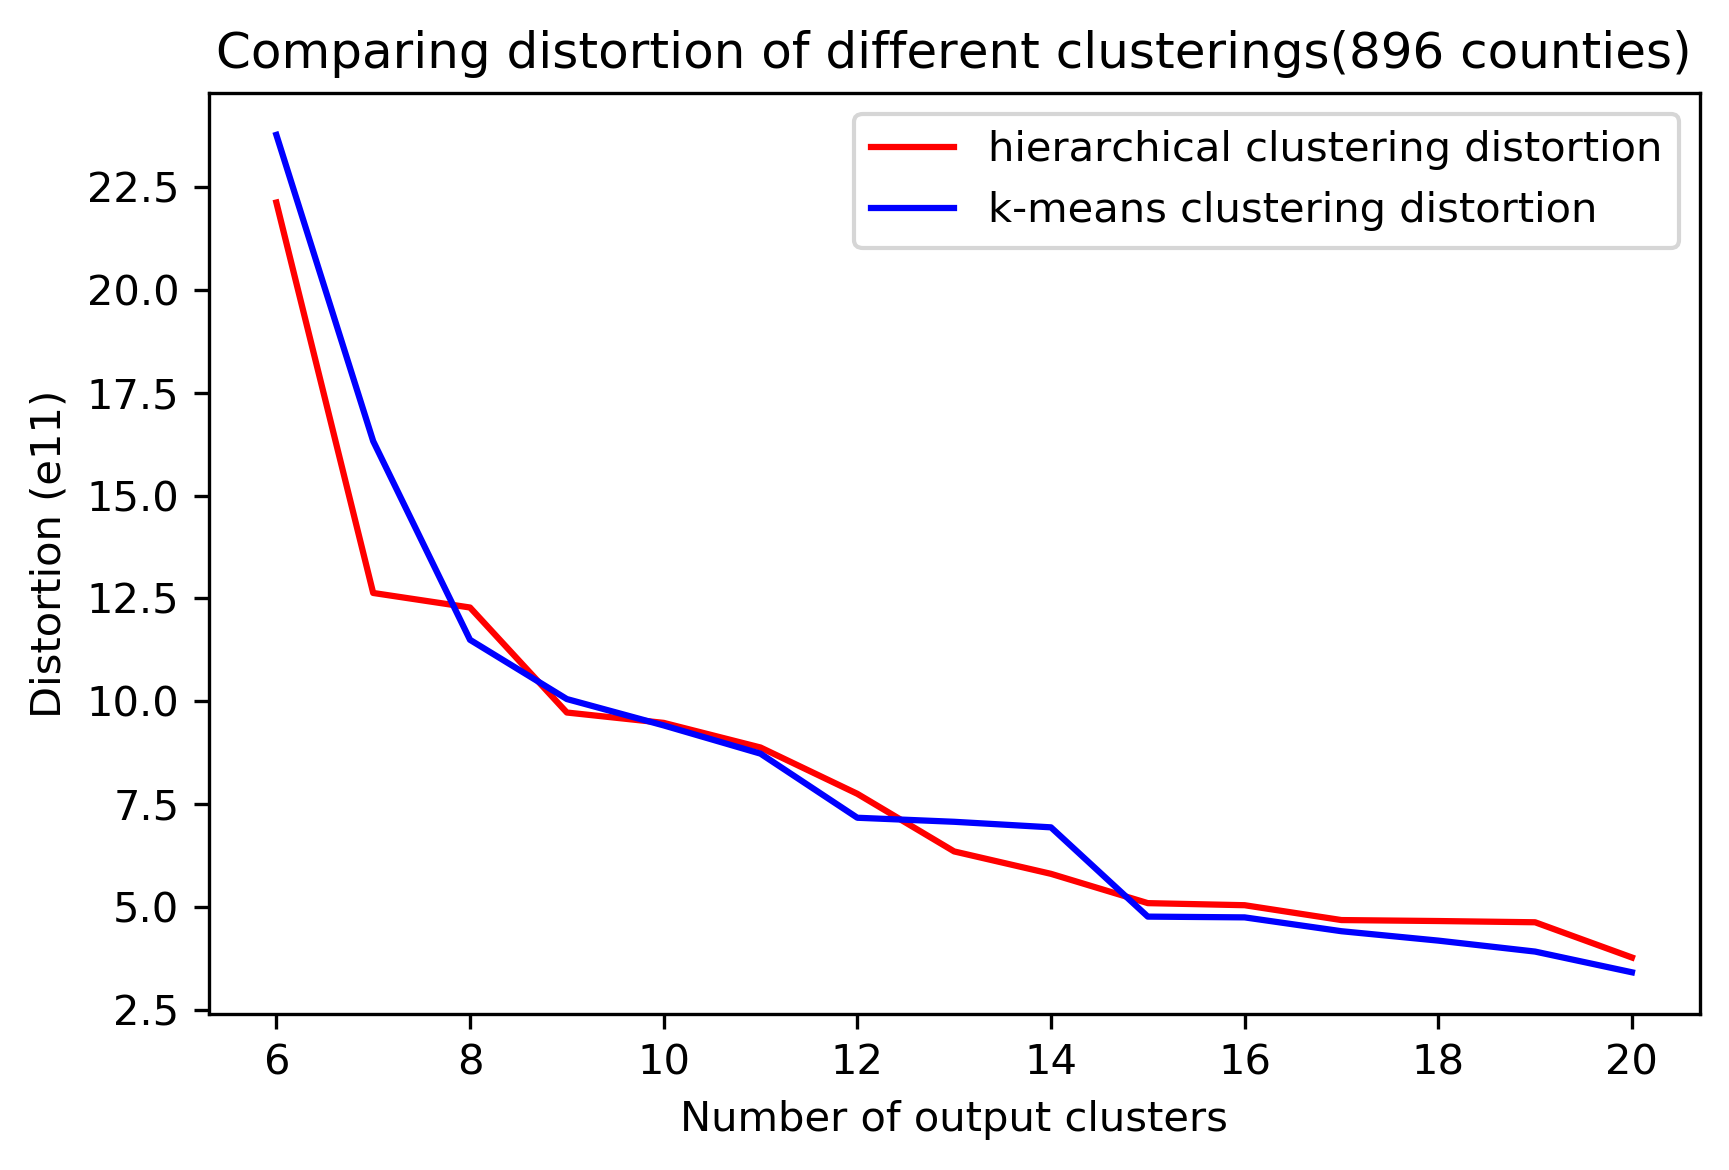 Comparing distortion of different clusterings(896 counties)
hierarchical clustering distortion
k-means clustering distortion
Distortion (e11)
22.5
20.0
17.5
15.0
12.5
10.0
7.5
5.0
2.5
6 8 10 12 14 16 18 20
Number of output clusters